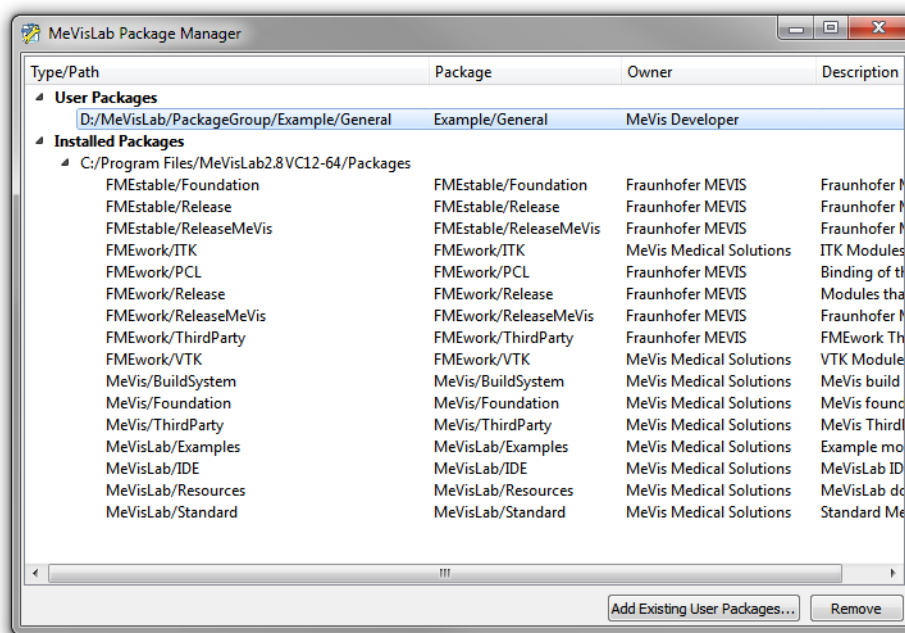 MeVisLab Package Manager
Type/Path Package Owner Description
User Packages
D:/MeVisLab/PackageGroup/Example/General Example/General MeVis Developer
Installed Packages
C:/Program Files/MeVisLab2.8VC12-64/Packages
FMEstable/Foundation FMEstable/Foundation Fraunhofer MEVIS Fraunhofer
FMEstable/Release FMEstable/Release Fraunhofer MEVIS Fraunhofer
FMEstable/ReleaseMeVis FMEstable/ReleaseMeVis Fraunhofer MEVIS Fraunhofer
FMEwork/ITK FMEwork/ITK MeVis Medical Solutions ITK Modules
FMEwork/PCL FMEwork/PCL Fraunhofer MEVIS Binding of th
FMEwork/Release FMEwork/Release Fraunhofer MEVIS Modules tha
FMEwork/ReleaseMeVis FMEwork/ReleaseMeVis Fraunhofer MEVIS Fraunhofer
FMEwork/ThirdParty FMEwork/ThirdParty Fraunhofer MEVIS FMEwork Th
FMEwork/VTK FMEwork/VTK MeVis Medical Solutions VTK Module
MeVis/BuildSystem MeVis/BuildSystem MeVis Medical Solutions MeVis build
MeVis/Foundation MeVis/Foundation MeVis Medical Solutions MeVis found
MeVis/ThirdParty MeVis/ThirdParty MeVis Medical Solutions MeVis Third
MeVisLab/Examples MeVisLab/Examples MeVis Medical Solutions Example mo
MeVisLab/IDE MeVisLab/IDE MeVis Medical Solutions MeVisLab ID
MeVisLab/Resources MeVisLab/Resources MeVis Medical Solutions MeVisLab do
MeVisLab/Standard MeVisLab/Standard MeVis Medical Solutions Standard Me
Add Existing User Packages... Remove